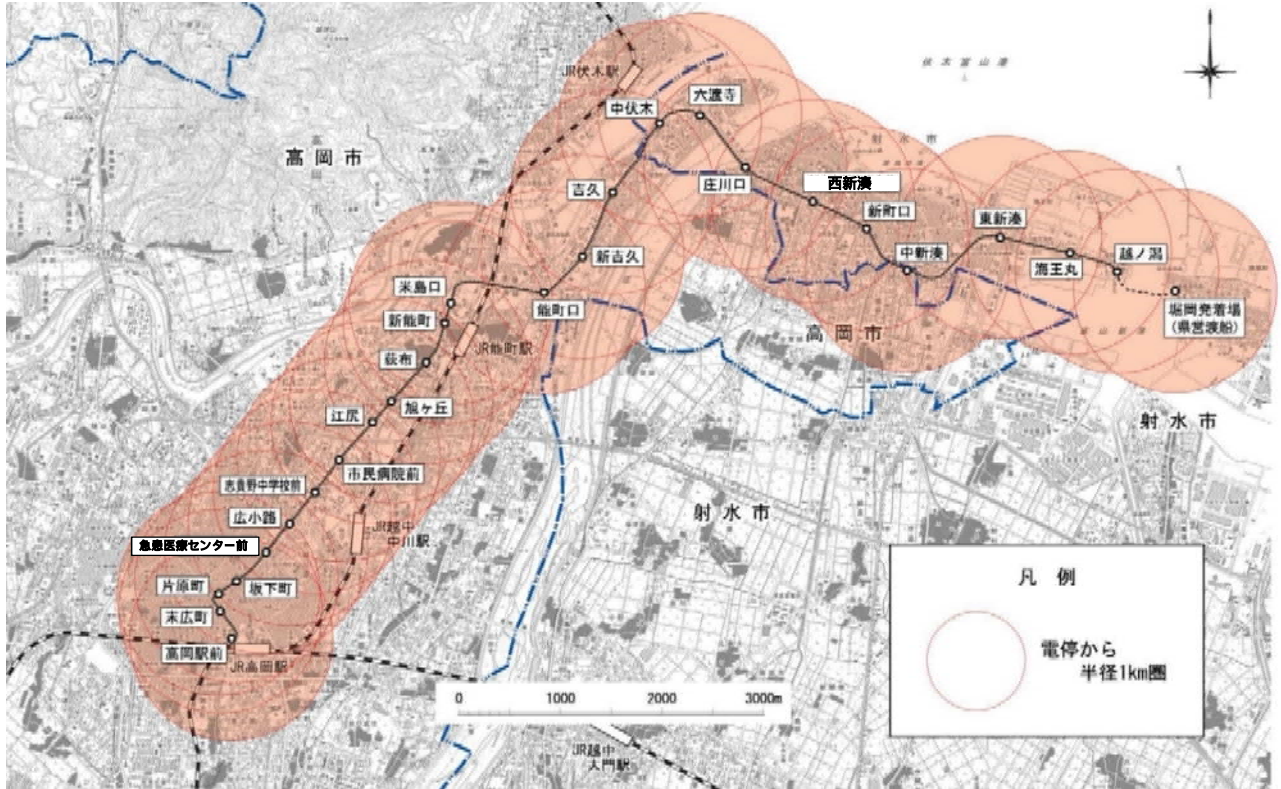 伏木富山港
JR伏木駅
中伏木
六渡寺
高岡市
射水市
庄川口
西新湊
吉久
新町口
東新湊
新吉久
中新湊
海王丸
越ノ潟
米島口
能町口
堀岡発着場
(県営渡船)
新能町
JR能町駅
高岡市
荻布
旭ヶ丘
江尻
射水市
市民病院前
志貴野中学校前
広小路
射水市
JR越中
中川駅
急患医療センター前
片原町
坂下町
末広町
高岡駅前
JR高岡駅
凡例
電停から
半径1km圏
0 1000 2000 3000m
JR越中
大門駅